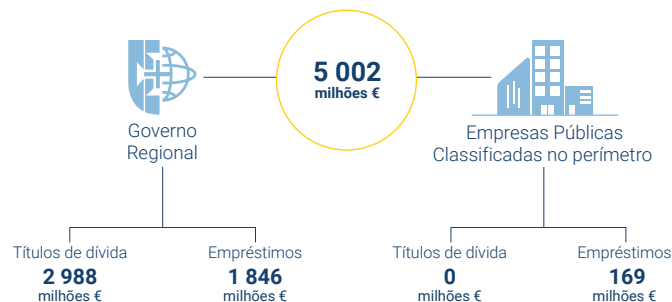 5 002
milhões €
Governo
Regional
Empresas Públicas
Classificadas no perímetro
Títulos de dívida
2 988
milhões €
Empréstimos
1 846
milhões €
Títulos de dívida
0
milhões €
Empréstimos
169
milhões €